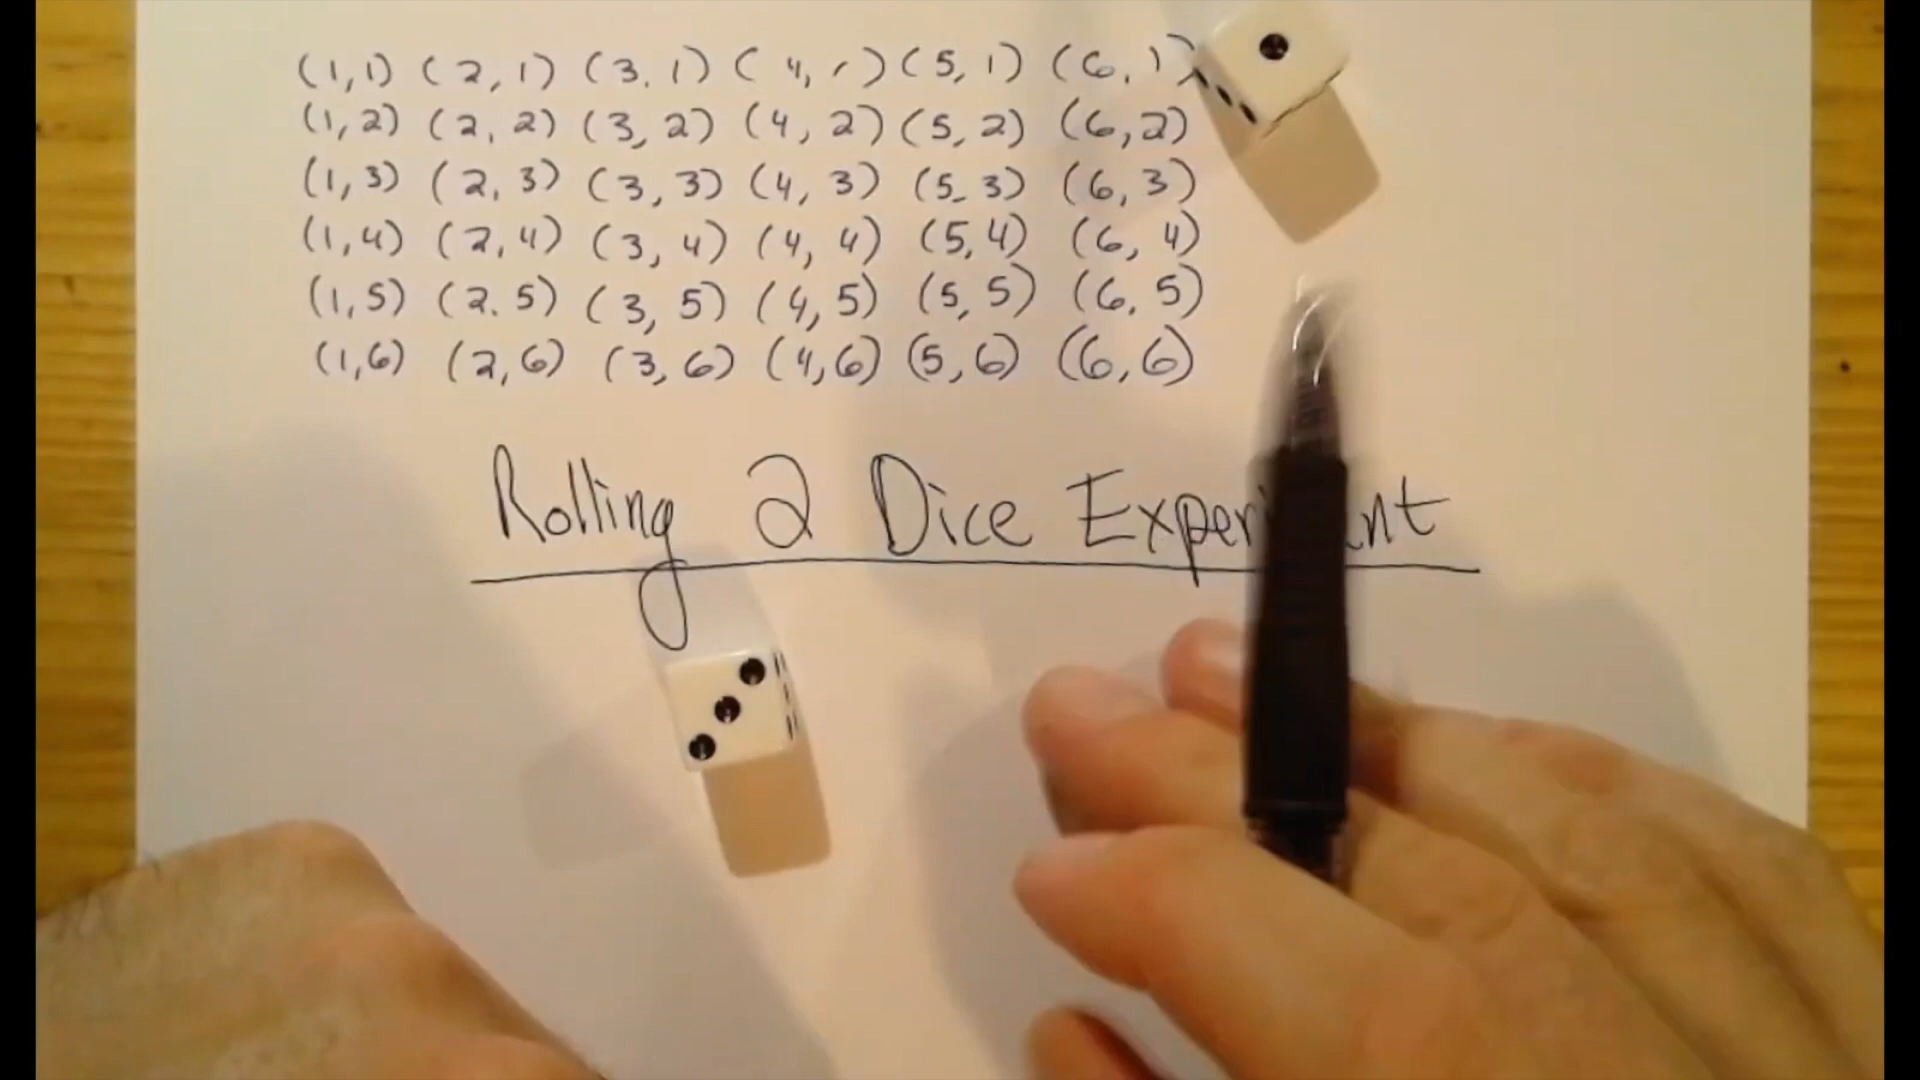 (1,1) (2,1) (3,1) (4,1) (5,1) (6,1)
(1,2) (2,2) (3,2) (4,2) (5,2) (6,2)
(1,3) (2,3) (3,3) (4,3) (5,3) (6,3)
(1,4) (2,4) (3,4) (4,4) (5,4) (6,4)
(1,5) (2,5) (3,5) (4,5) (5,5) (6,5)
(1,6) (2,6) (3,6) (4,6) (5,6) (6,6)
Rolling 2 Dice Experiment